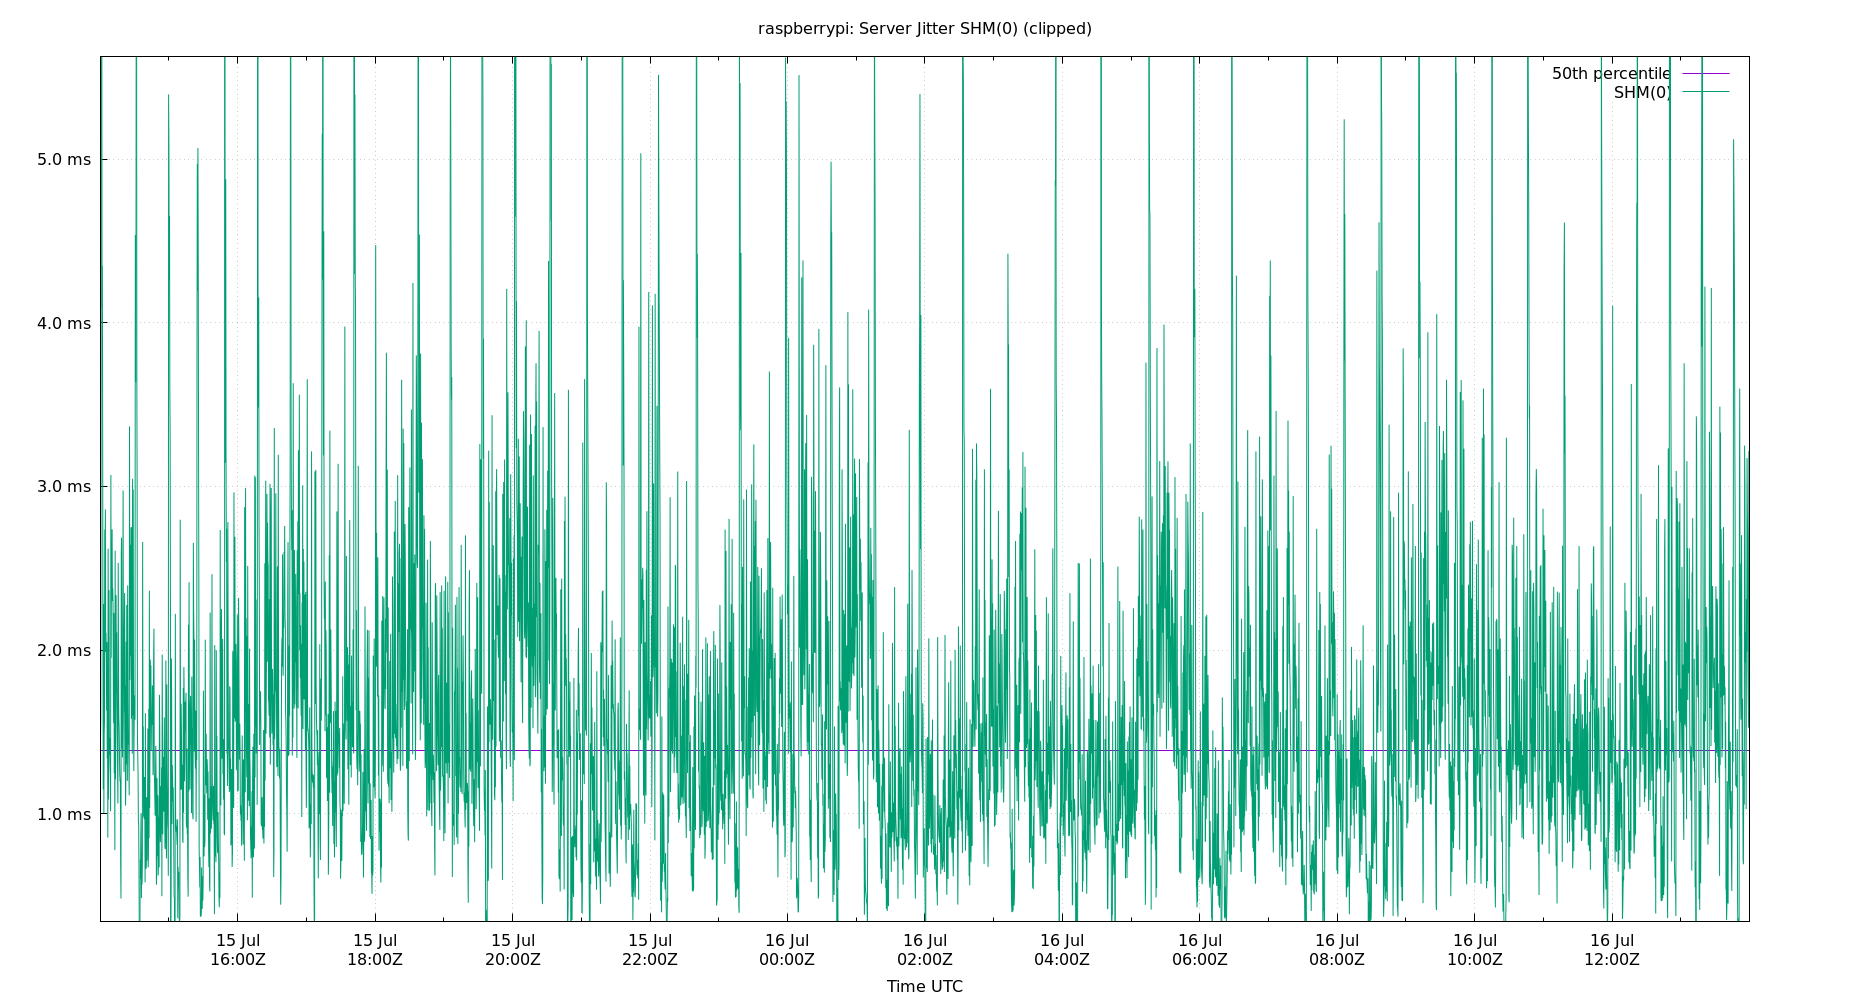 raspberrypi: Server Jitter SHM(0) (clipped)
50th percentile
SHM(0)
5.0 ms
4.0 ms
3.0 ms
2.0 ms
1.0 ms
15 Jul 15 Jul 15 Jul 15 Jul 16 Jul 16 Jul 16 Jul 16 Jul 16 Jul 16 Jul 16 Jul
16:00Z 18:00Z 20:00Z 22:00Z 00:00Z 02:00Z 04:00Z 06:00Z 08:00Z 10:00Z 12:00Z
Time UTC